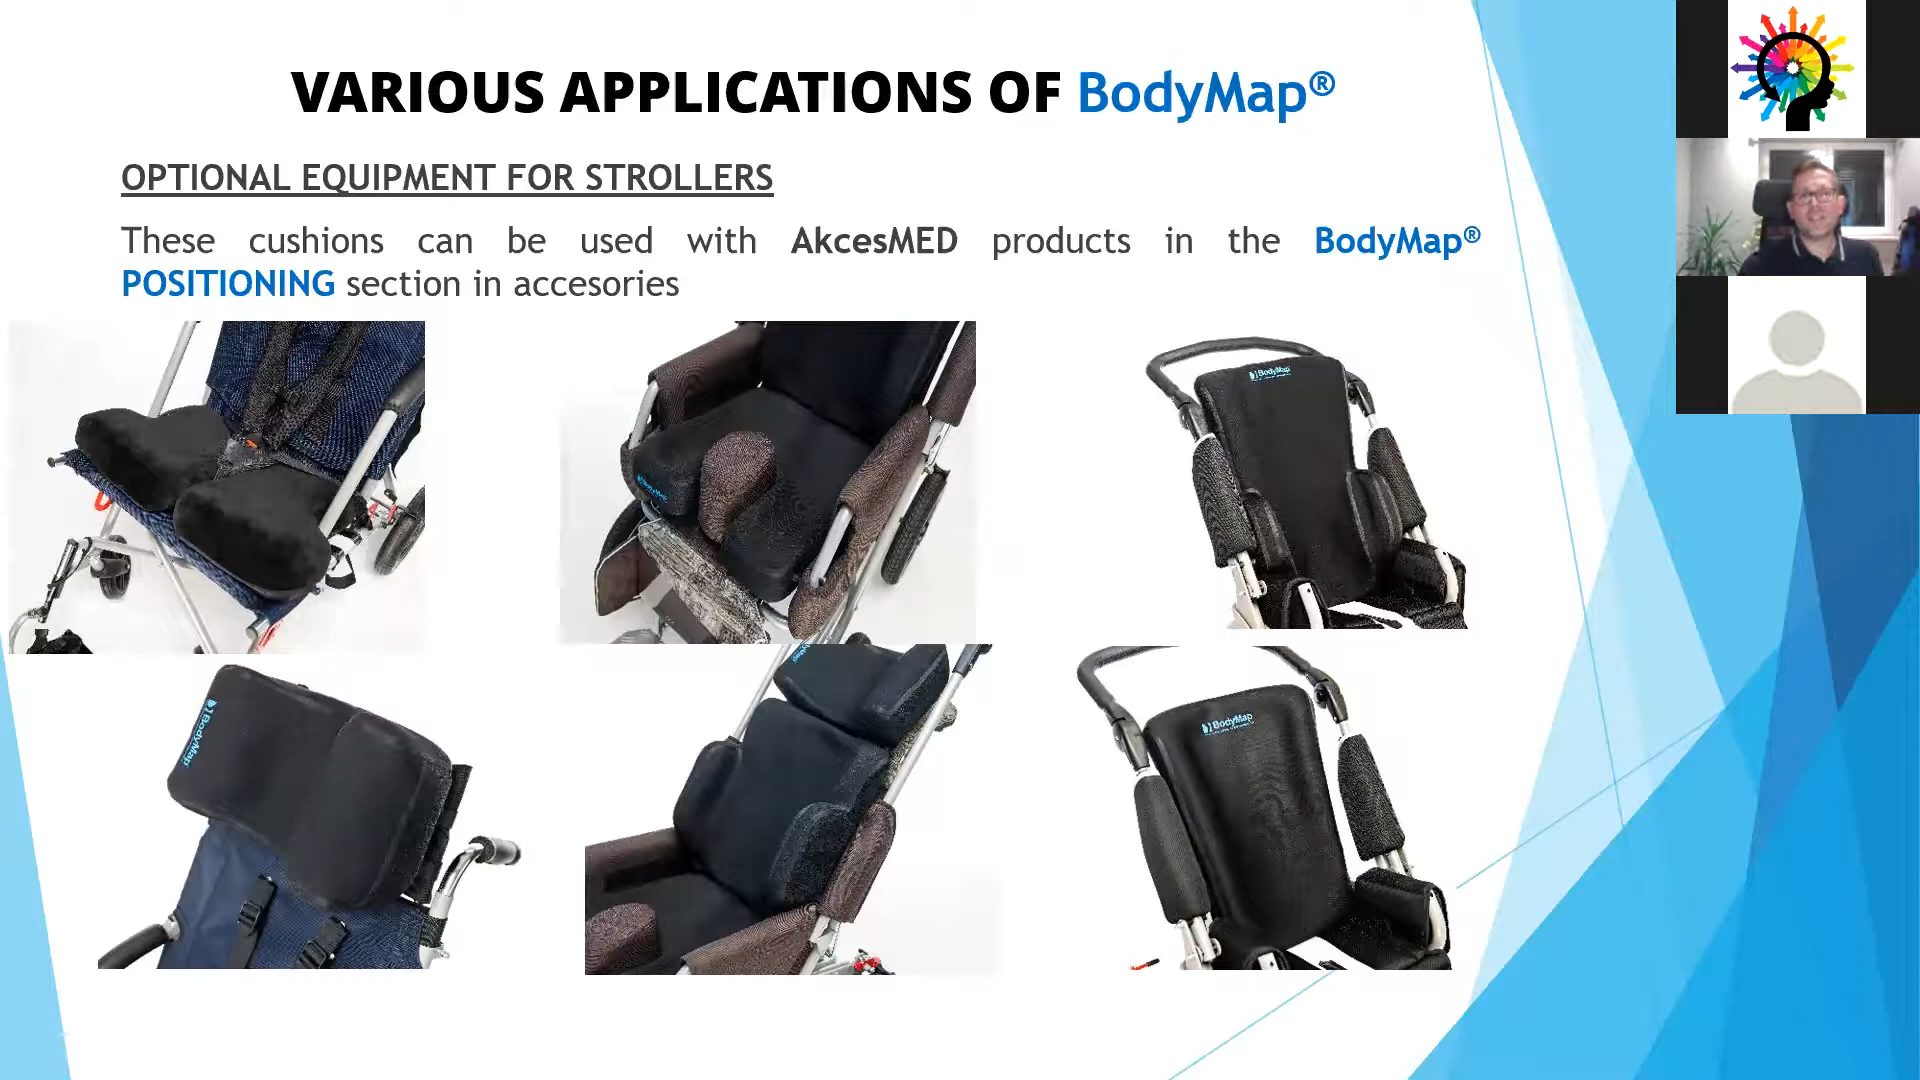 VARIOUS APPLICATIONS OF BodyMap®
OPTIONAL EQUIPMENT FOR STROLLERS
These cushions can be used with AkcesMED products in the BodyMap®
POSITIONING section in accesories
BodyMap
BodyMap
BodyMap
BodyMap
BodyMap